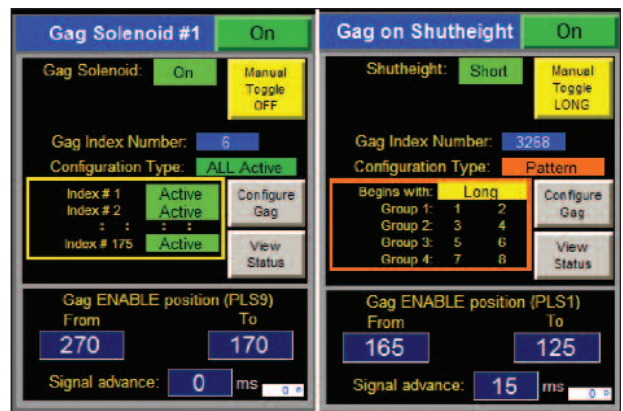 Gag Solenoid #1 On
Gag Solenoid: On
Manual
Toggle
OFF
Gag Index Number: 6
Configuration Type: ALL Active
Index # 1 Active
Index # 2 Active
: : :
Index # 175 Active
Configure
Gag
View
Status
Gag ENABLE position (PLS9)
From To
270 170
Signal advance: 0 ms 0 °
Gag on Shutheight On
Shutheight: Short
Manual
Toggle
LONG
Gag Index Number: 3268
Configuration Type: Pattern
Begins with: Long
Group 1: 1 2
Group 2: 3 4
Group 3: 5 6
Group 4: 7 8
Configure
Gag
View
Status
Gag ENABLE position (PLS1)
From To
165 125
Signal advance: 15 ms 0 °